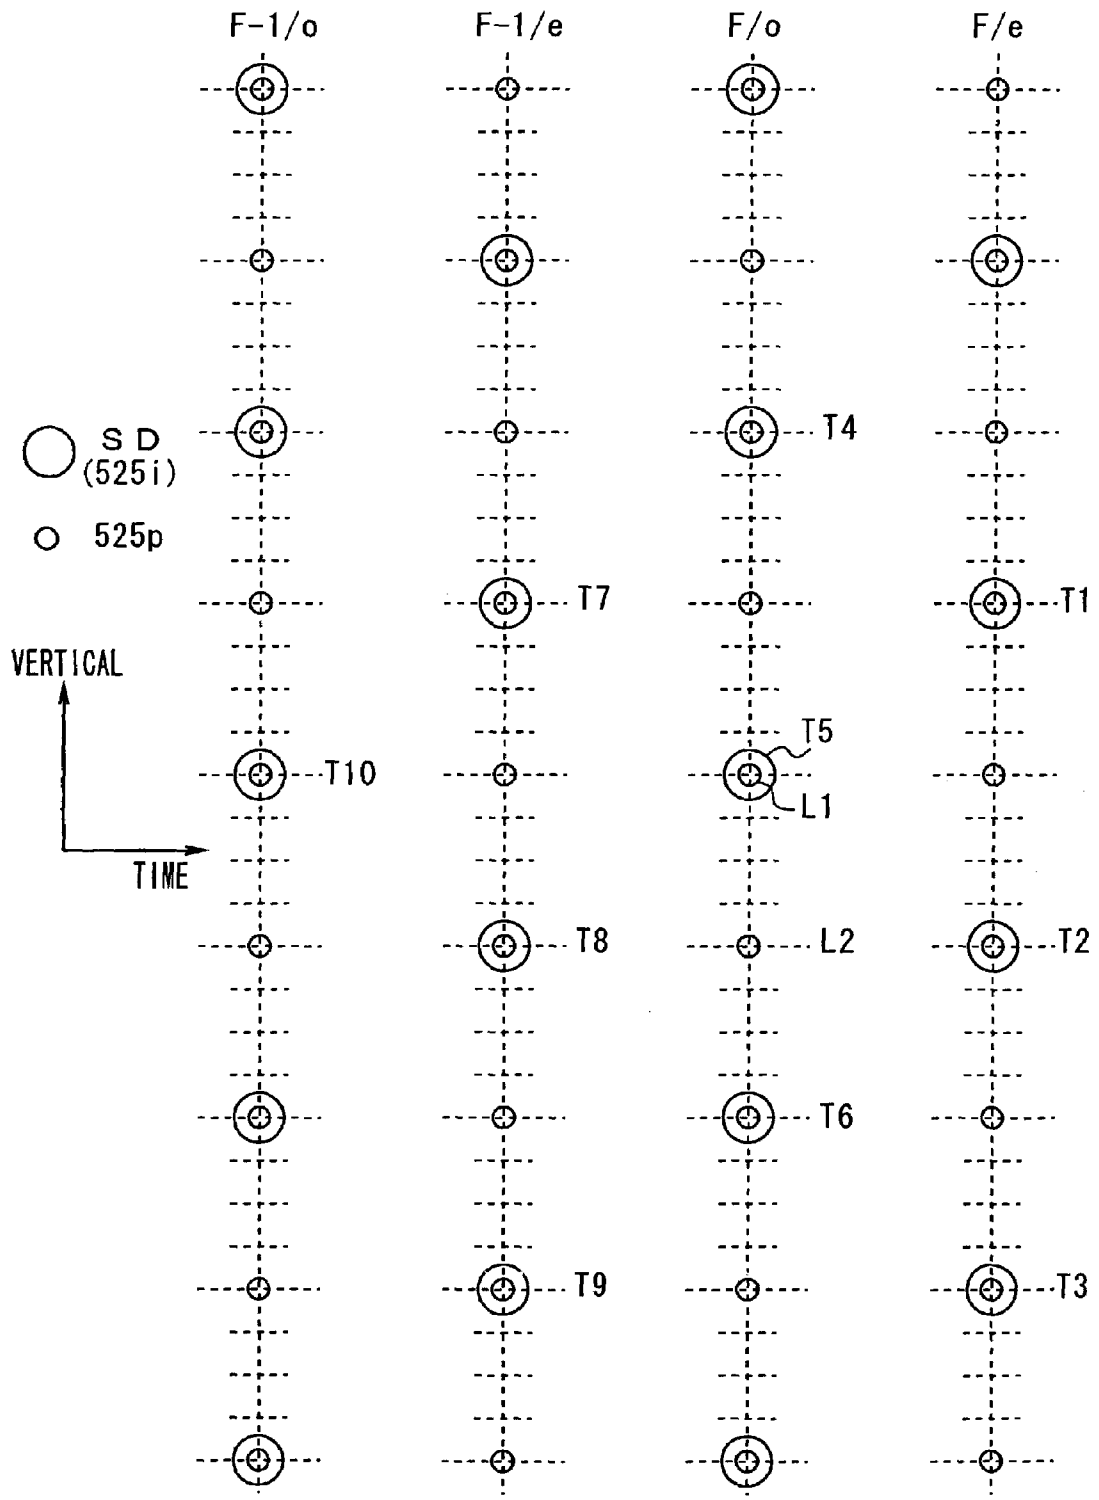 F-1/o F-1/e F/o F/e
T4
SD
(525i)
525p
T7 T1
VERTICAL
T5
T10
L1
TIME
T8 L2 T2
T6
T9 T3